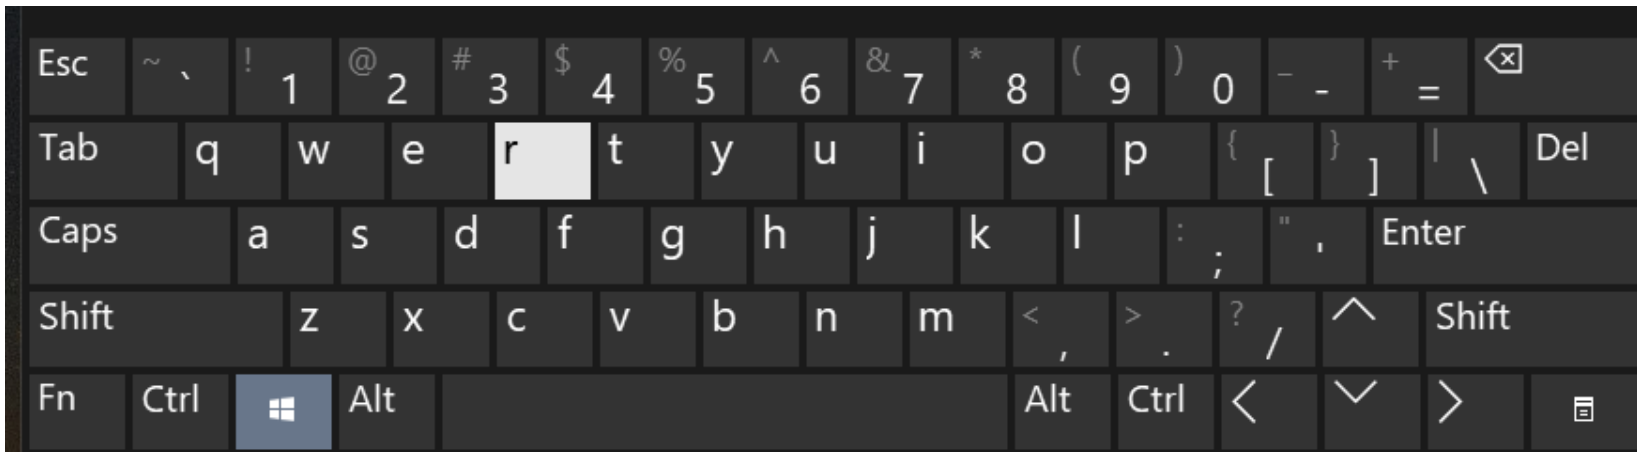 Esc ~ ` ! 1 @ 2 # 3 $ 4 % 5 ^ 6 & 7 * 8 ( 9 ) 0 _ - + =
Tab q w e r t y u i o p { [ } ] | \ Del
Caps a s d f g h j k l : ; " ' Enter
Shift z x c v b n m < , > . ? / Shift
Fn Ctrl Alt Alt Ctrl